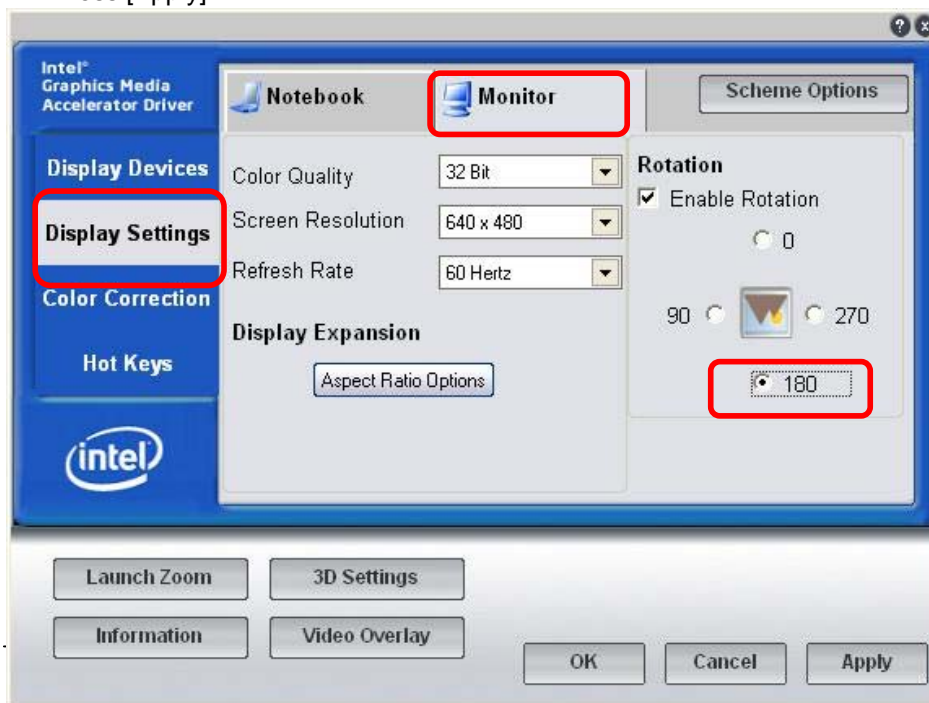 [Apply]
Intel®
Graphics Media
Accelerator Driver
Notebook
Monitor
Scheme Options
Display Devices
Display Settings
Color Correction
Hot Keys
intel
Color Quality
32 Bit
Screen Resolution
640 x 480
Refresh Rate
60 Hertz
Display Expansion
Aspect Ratio Options
Rotation
Enable Rotation
0
90
270
180
Launch Zoom
3D Settings
Information
Video Overlay
OK
Cancel
Apply